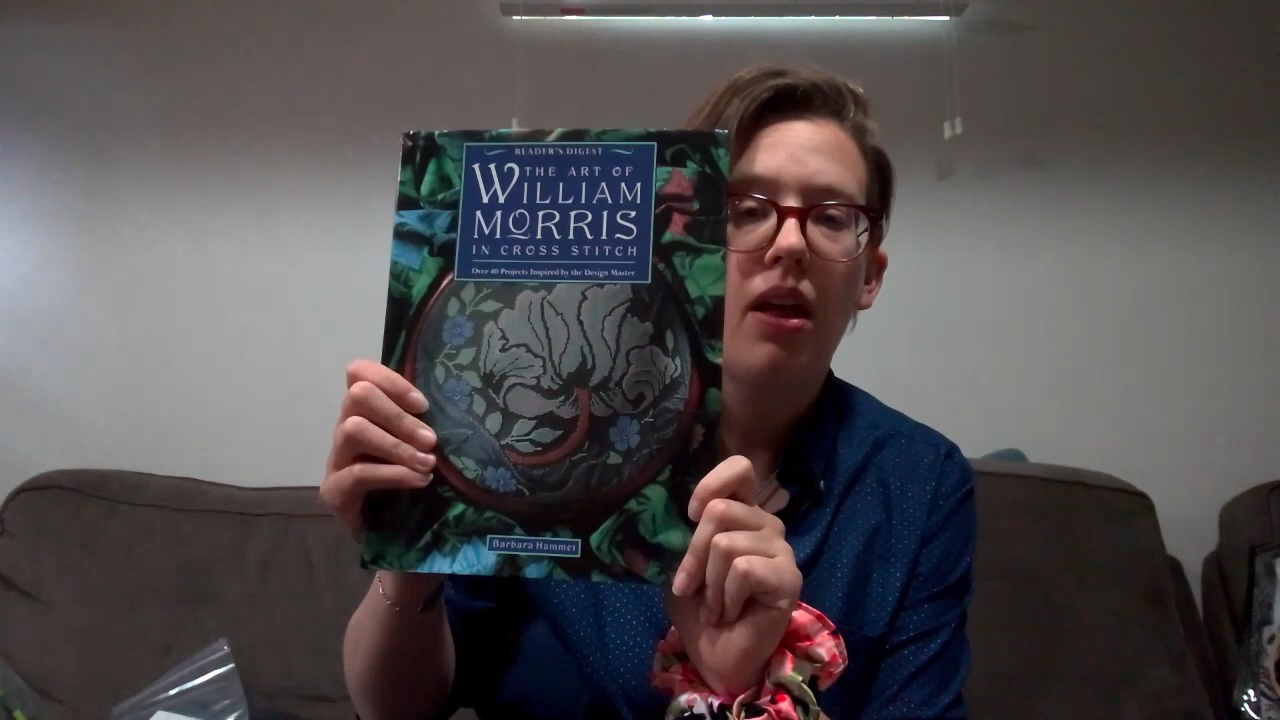 READER'S DIGEST
THE ART OF
WILLIAM
MORRIS
IN CROSS STITCH
Over 40 Projects Inspired by the Design Master
Barbara Hammet